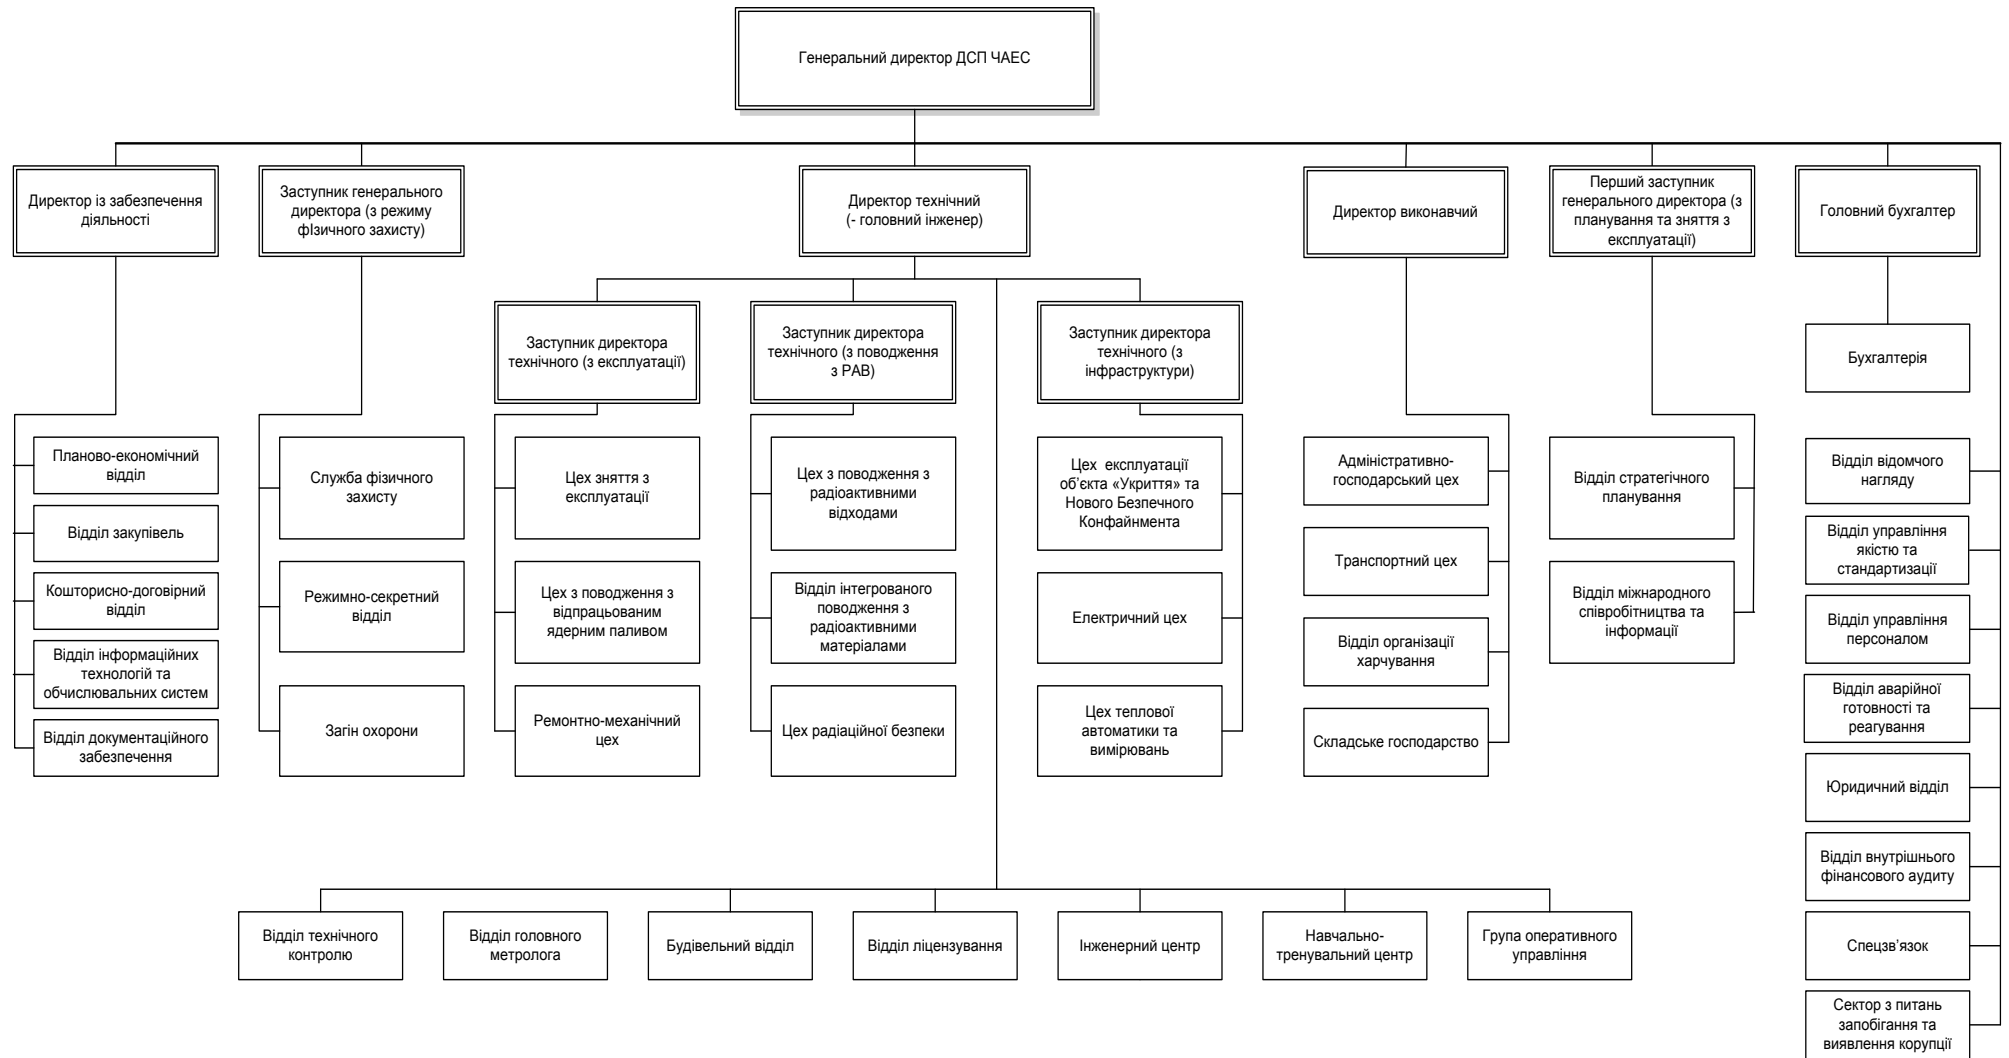 Генеральний директор ДСП ЧАЕС
Директор із забезпечення
діяльності
Заступник генерального
директора (з режиму
фІзичного захисту)
Директор технічний
(- головний інженер)
Директор виконавчий
Перший заступник
генерального директора (з
планування та зняття з
експлуатації)
Головний бухгалтер
Заступник директора
технічного (з експлуатації)
Заступник директора
технічного (з поводження
з РАВ)
Заступник директора
технічного (з
інфраструктури)
Бухгалтерія
Планово-економічний
відділ
Відділ закупівель
Кошторисно-договірний
відділ
Відділ інформаційних
технологій та
обчислювальних систем
Відділ документаційного
забезпечення
Служба фізичного
захисту
Режимно-секретний
відділ
Загін охорони
Цех зняття з
експлуатації
Цех з поводження з
відпрацьованим
ядерним паливом
Ремонтно-механічний
цех
Цех з поводження з
радіоактивними
відходами
Відділ інтегрованого
поводження з
радіоактивними
матеріалами
Цех радіаційної безпеки
Цех експлуатації
об’єкта «Укриття» та
Нового Безпечного
Конфайнмента
Електричний цех
Цех теплової
автоматики та
вимірювань
Адміністративно-
господарський цех
Транспортний цех
Відділ організації
харчування
Складське господарство
Відділ стратегічного
планування
Відділ міжнародного
співробітництва та
інформації
Відділ відомчого
нагляду
Відділ управління
якістю та
стандартизації
Відділ управління
персоналом
Відділ аварійної
готовності та
реагування
Юридичний відділ
Відділ внутрішнього
фінансового аудиту
Спецзв’язок
Сектор з питань
запобігання та
виявлення корупції
Відділ технічного
контролю
Відділ головного
метролога
Будівельний відділ
Відділ ліцензування
Інженерний центр
Навчально-
тренувальний центр
Група оперативного
управління